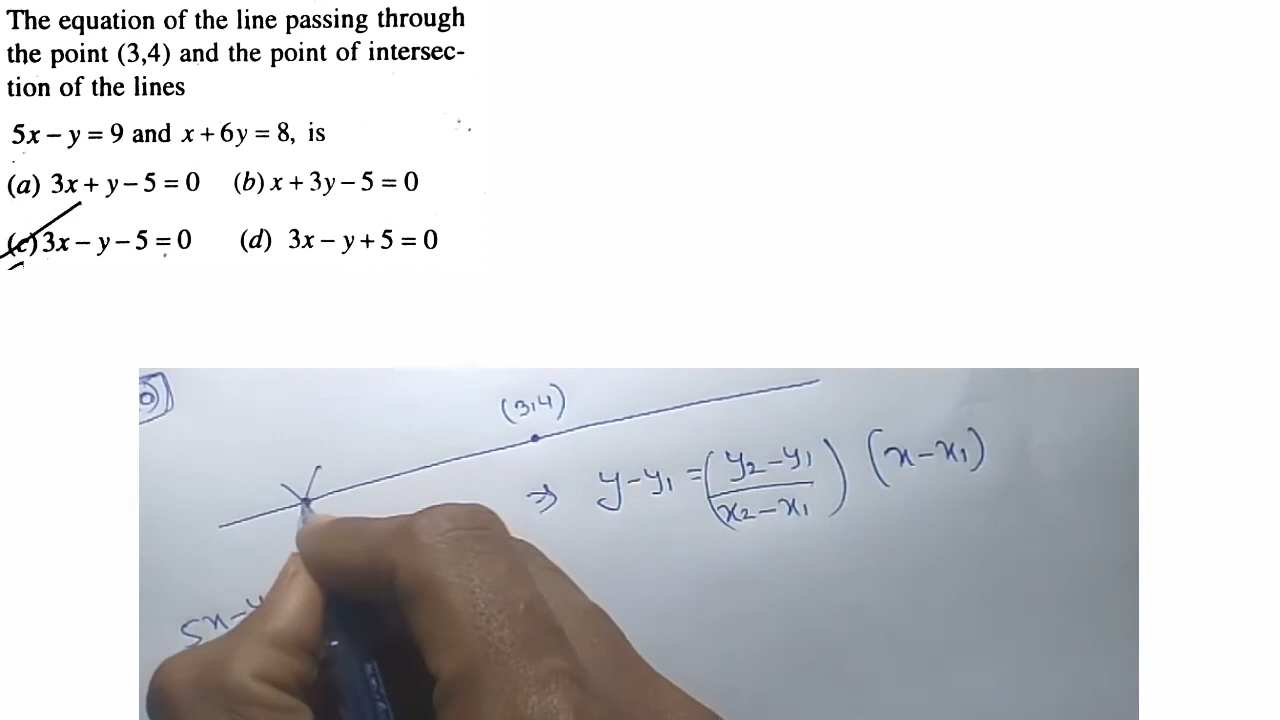 The equation of the line passing through
the point (3,4) and the point of intersec-
tion of the lines
5x − y = 9 and x + 6y = 8, is
(a) 3x + y − 5 = 0 (b) x + 3y − 5 = 0
(c) 3x − y − 5 = 0 (d) 3x − y + 5 = 0
(3,4)
⇒ y−y₁ = (y₂−y₁/x₂−x₁) (x−x₁)
5x−y